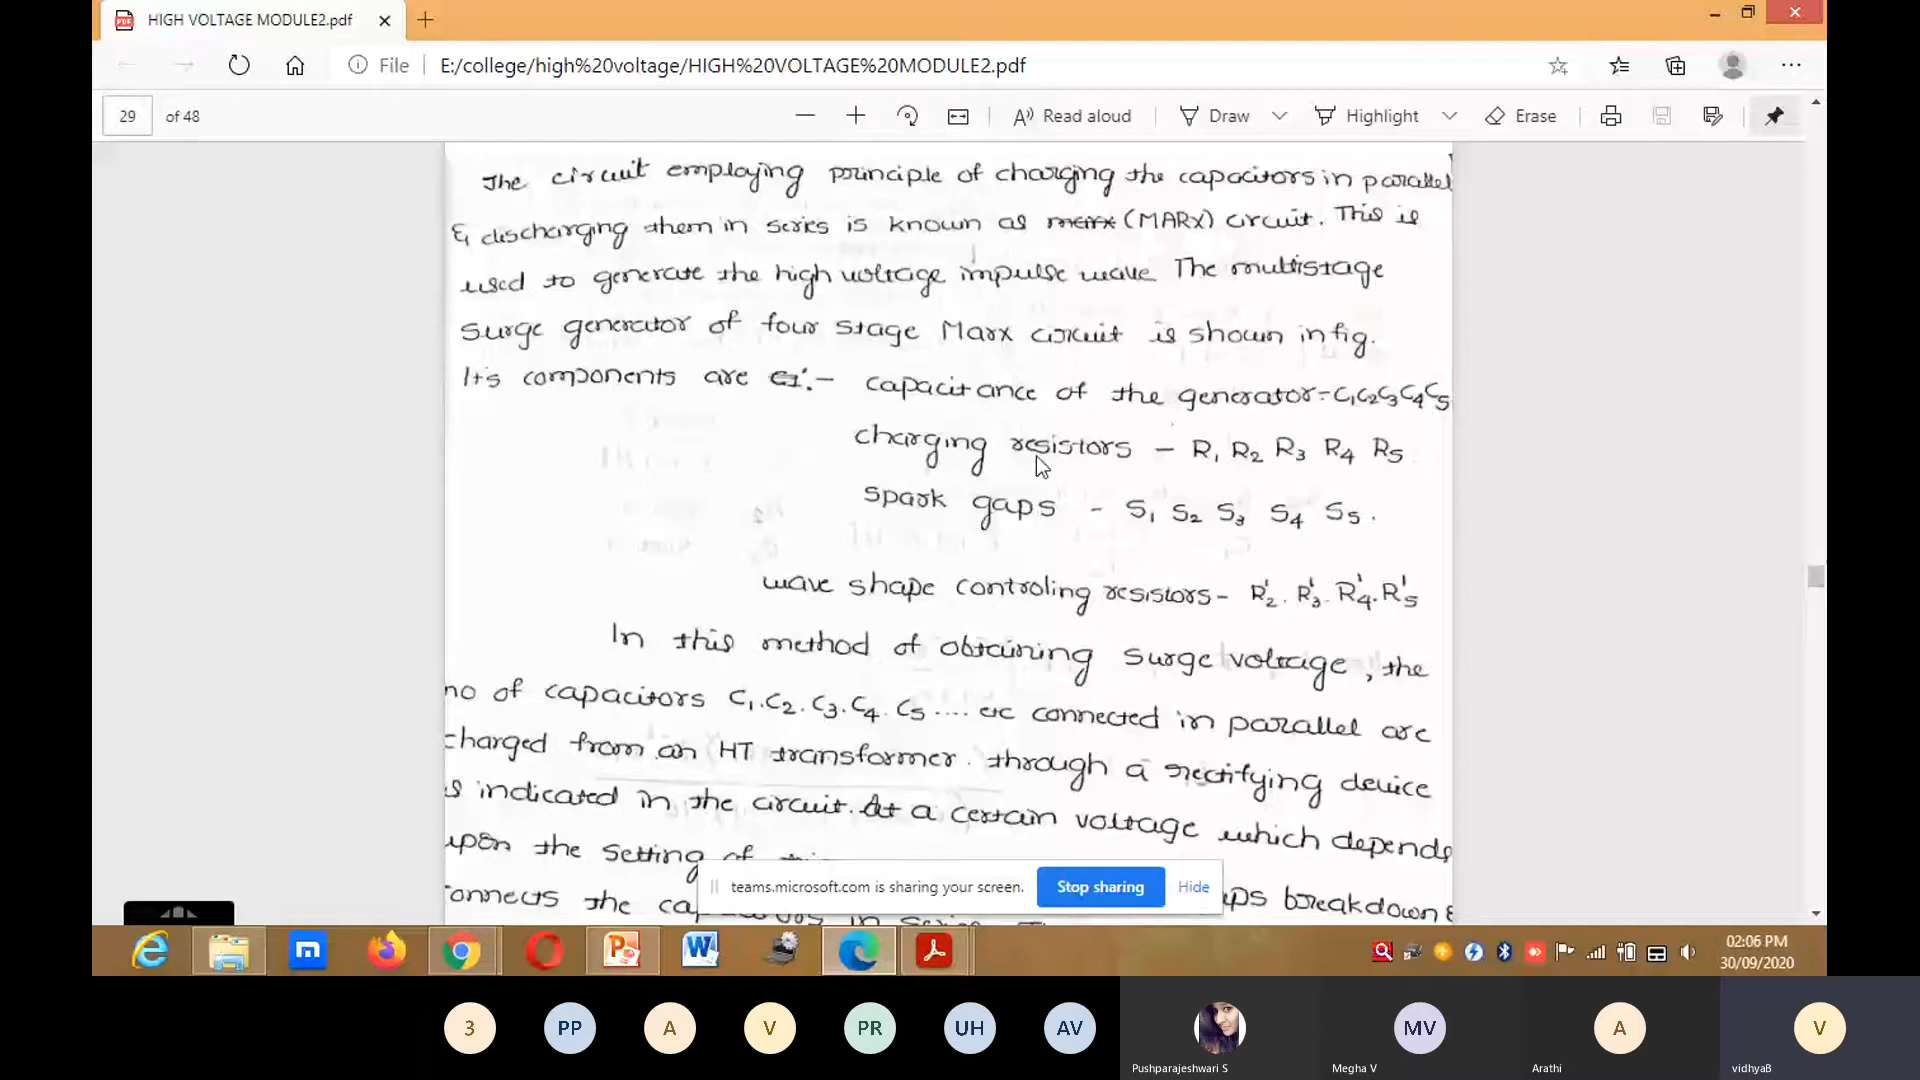 HIGH VOLTAGE MODULE2.pdf
File E:/college/high%20voltage/HIGH%20VOLTAGE%20MODULE2.pdf
29 of 48 Read aloud Draw Highlight Erase
The circuit employing principle of charging the capacitors in parallel
& discharging them in series is known as marx (MARX) circuit. This is
used to generate the high voltage impulse wave. The multistage
surge generator of four stage Marx circuit is shown in fig.
It's components are :- capacitance of the generator - C1 C2 C3 C4 C5
charging resistors - R1 R2 R3 R4 R5
spark gaps - S1 S2 S3 S4 S5.
wave shape controling resistors - R'2. R'3. R'4. R'5
In this method of obtaining surge voltage, the
no of capacitors C1. C2. C3. C4. C5 .... etc connected in parallel are
charged from an HT transformer. through a rectifying device
is indicated in the circuit. At a certain voltage which depends
upon the setting of
teams.microsoft.com is sharing your screen. Stop sharing Hide
connects the breakdown &
02:06 PM
30/09/2020
3 PP A V PR UH AV MV A V
Pushparajeshwari S Megha V Arathi vidhyaB